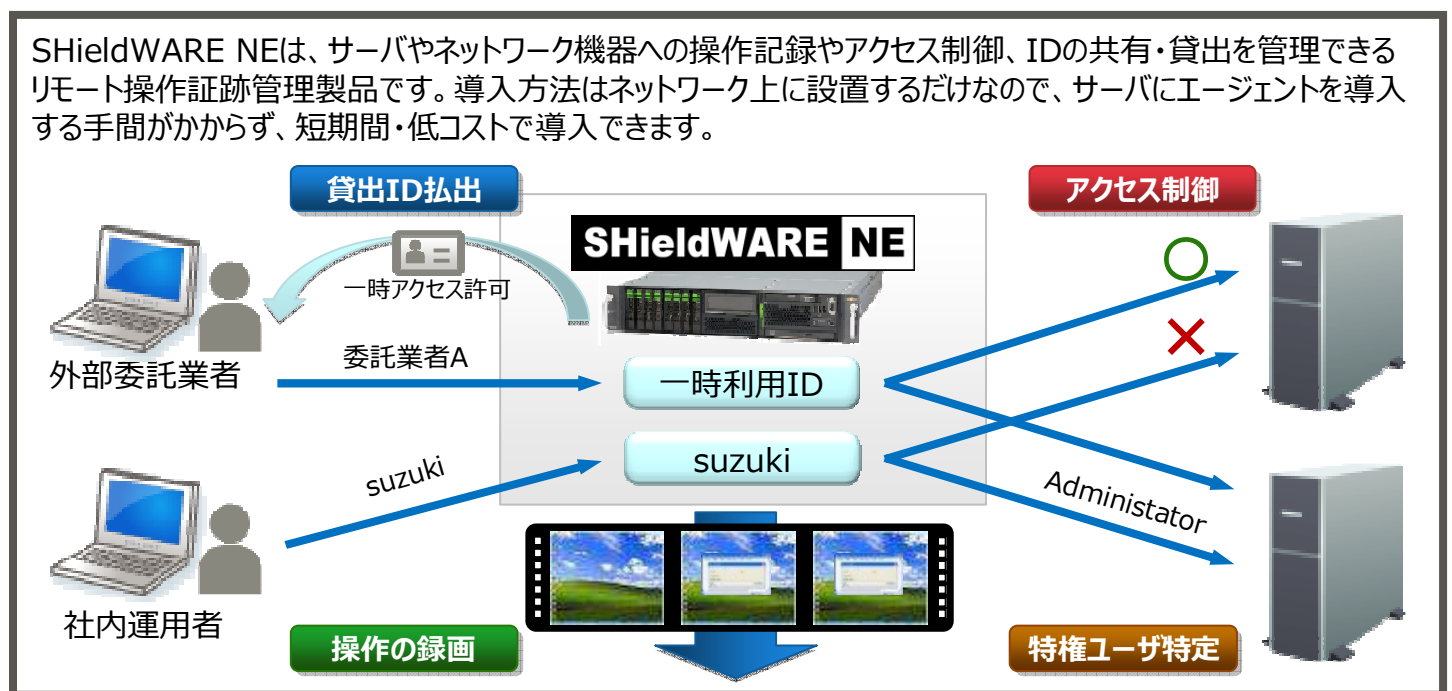 SHieldWARE NEは、サーバやネットワーク機器への操作記録やアクセス制御、IDの共有・貸出を管理できる
リモート操作証跡管理製品です。導入方法はネットワーク上に設置するだけなので、サーバにエージェントを導入
する手間がかからず、短期間・低コストで導入できます。
貸出ID払出
アクセス制御
SHieldWARE NE
一時アクセス許可
外部委託業者
委託業者A
一時利用ID
suzuki
suzuki
Administator
社内運用者
操作の録画
特権ユーザ特定